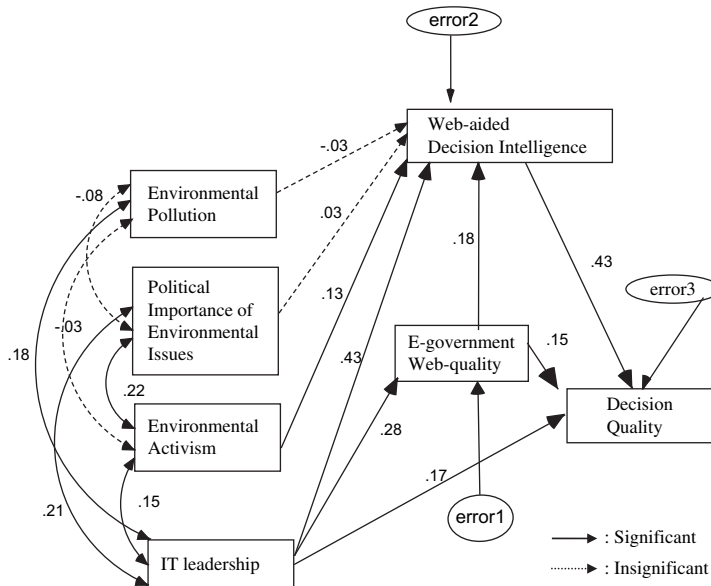 error2
Web-aided
Decision Intelligence
-.03
-.08
Environmental
Pollution
.03
.18
.43
error3
Political
Importance of
Environmental
Issues
.13
-.03
E-government
Web-quality
.15
.18
.43
.22
Decision
Quality
Environmental
Activism
.28
.17
.15
.21
error1
: Significant
IT leadership
: Insignificant